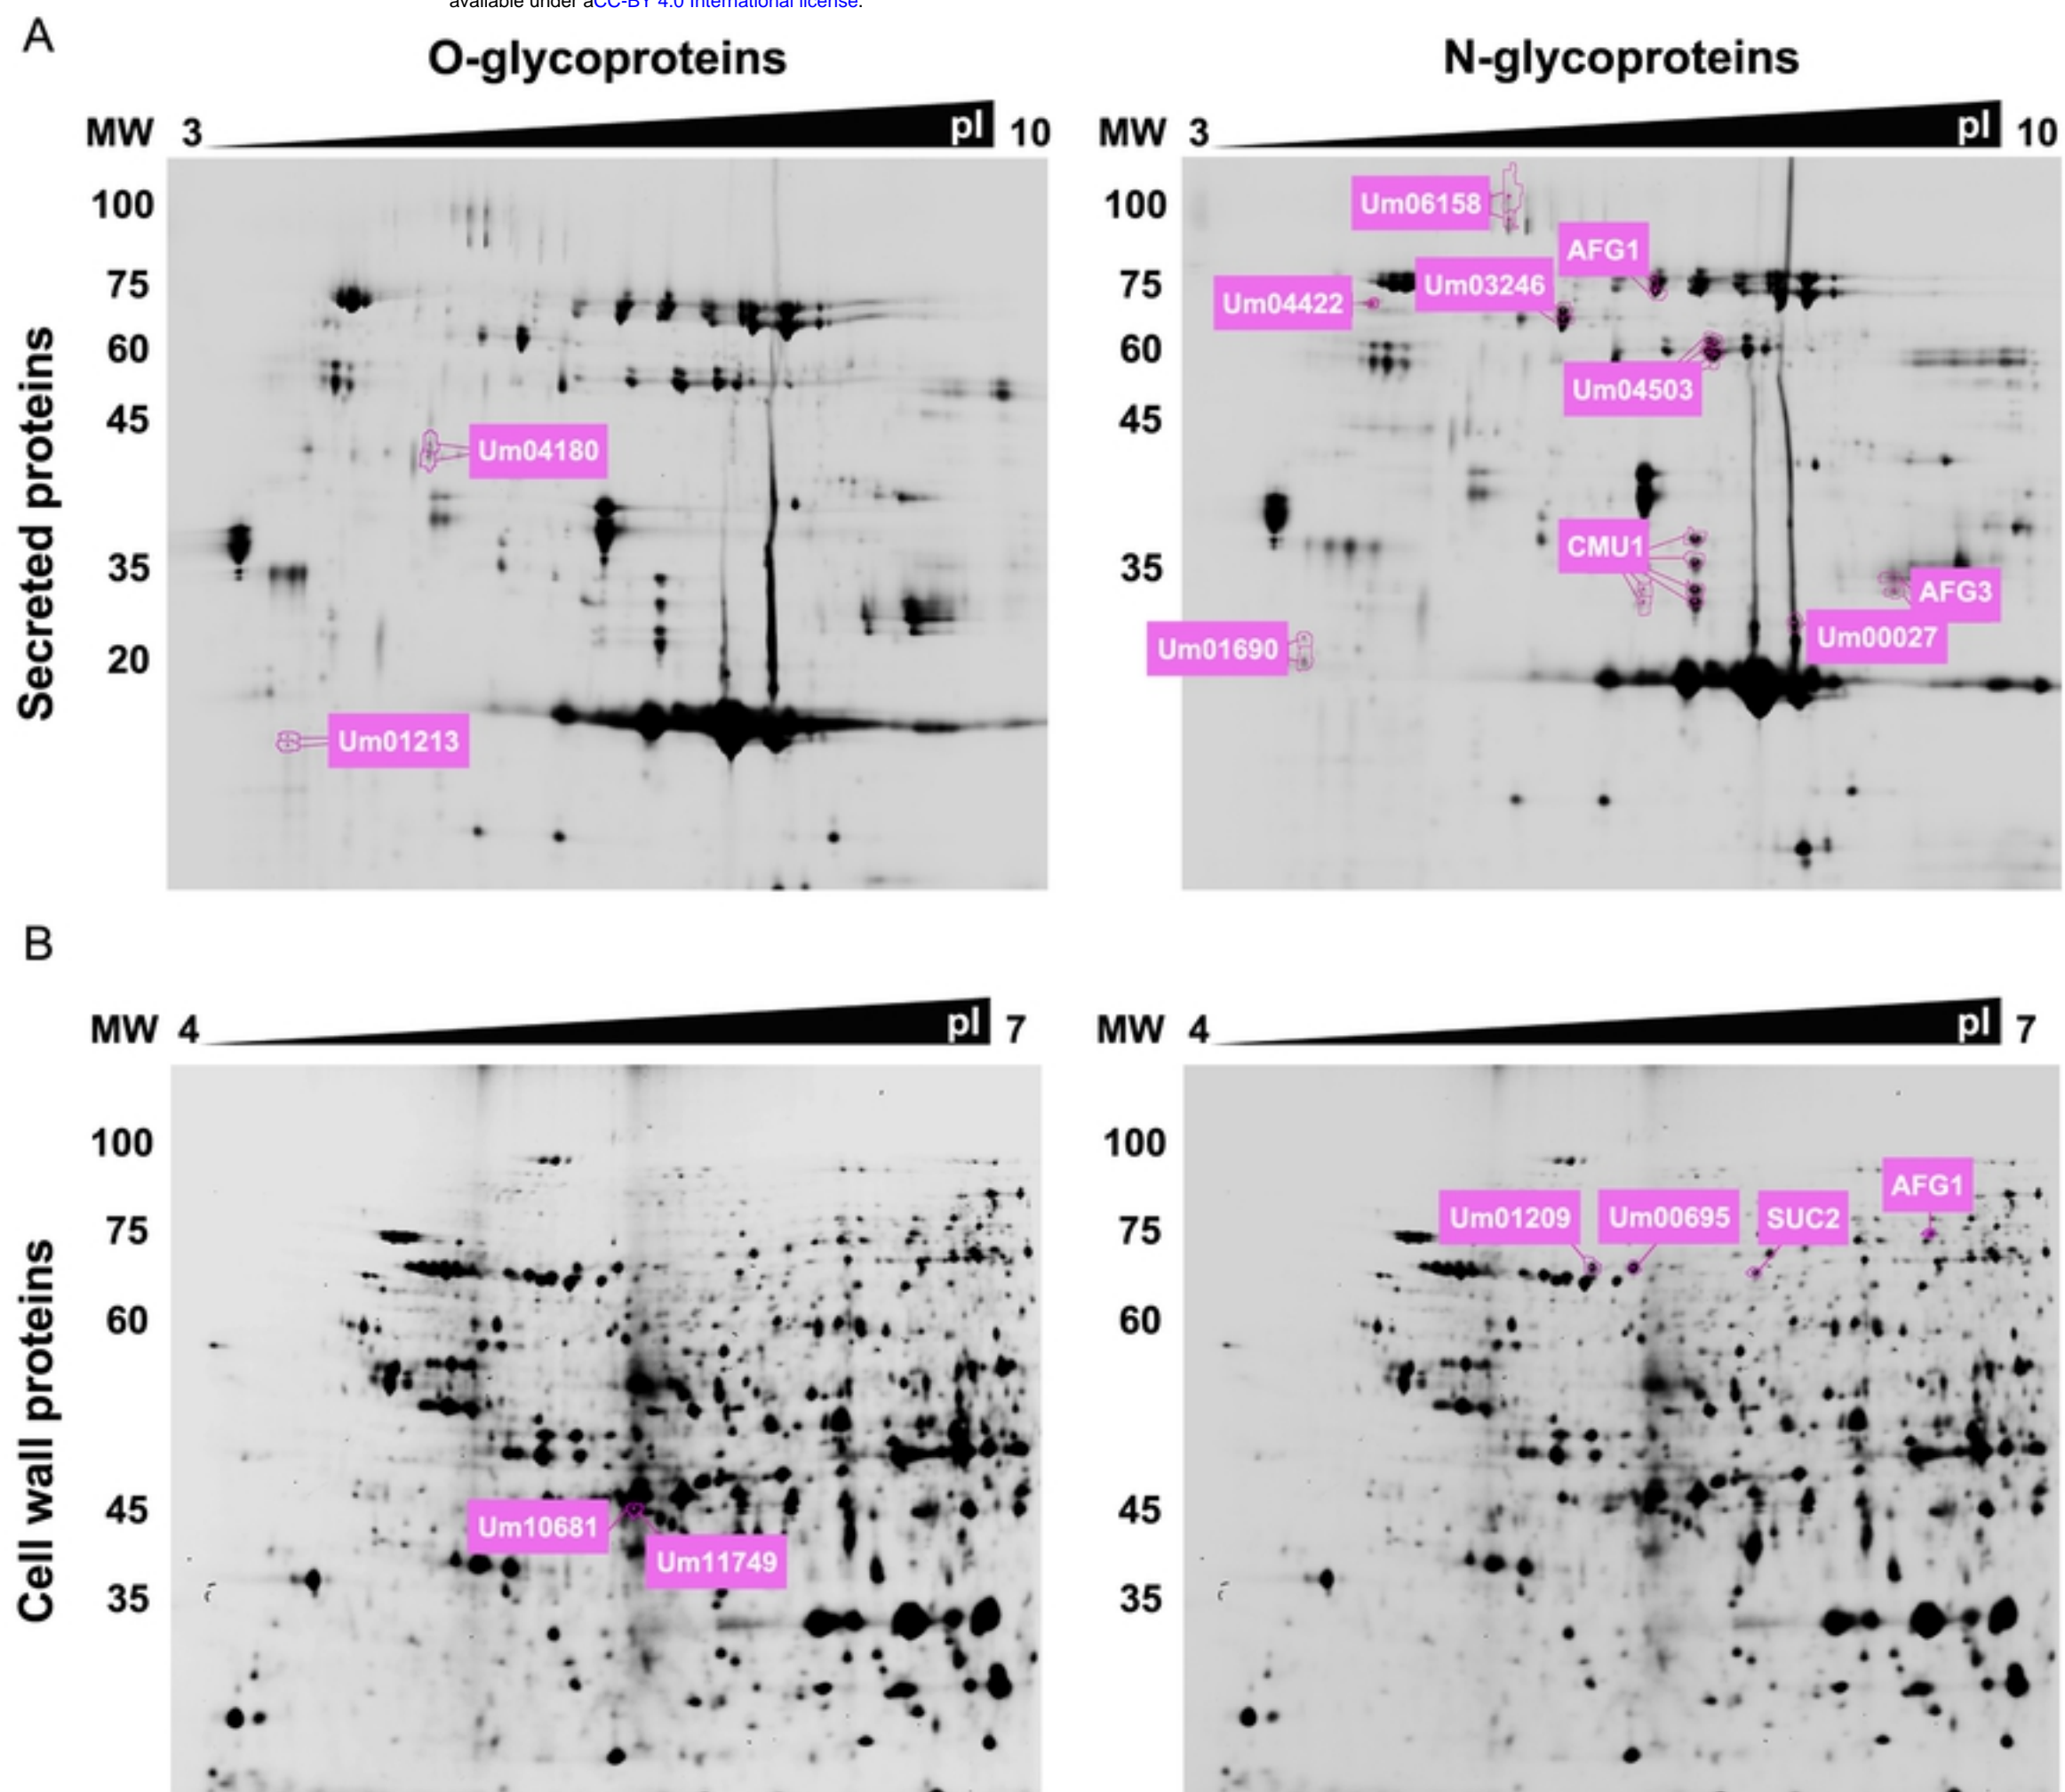 available under aCC-BY 4.0 International license.
A
O-glycoproteins
N-glycoproteins
MW 3 pI 10
MW 3 pI 10
Secreted proteins
100
75
60
45
35
20
Um04180
Um01213
100
75
60
45
35
Um06158
AFG1
Um03246
Um04422
Um04503
CMU1
AFG3
Um00027
Um01690
B
MW 4 pI 7
MW 4 pI 7
Cell wall proteins
100
75
60
45
35
Um10681
Um11749
100
75
60
45
35
Um01209
Um00695
SUC2
AFG1